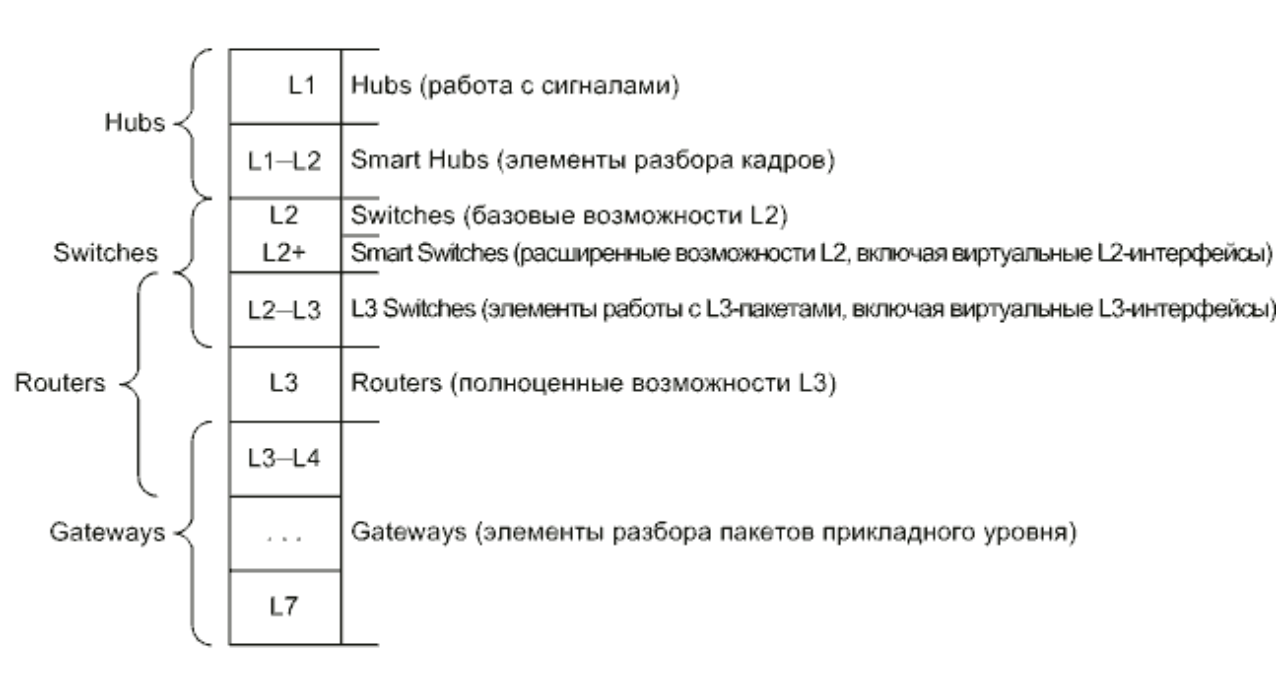 L1 Hubs (работа с сигналами)
Hubs
L1–L2 Smart Hubs (элементы разбора кадров)
L2 Switches (базовые возможности L2)
Switches L2+ Smart Switches (расширенные возможности L2, включая виртуальные L2-интерфейсы)
L2–L3 L3 Switches (элементы работы с L3-пакетами, включая виртуальные L3-интерфейсы)
Routers L3 Routers (полноценные возможности L3)
L3–L4
Gateways . . . Gateways (элементы разбора пакетов прикладного уровня)
L7